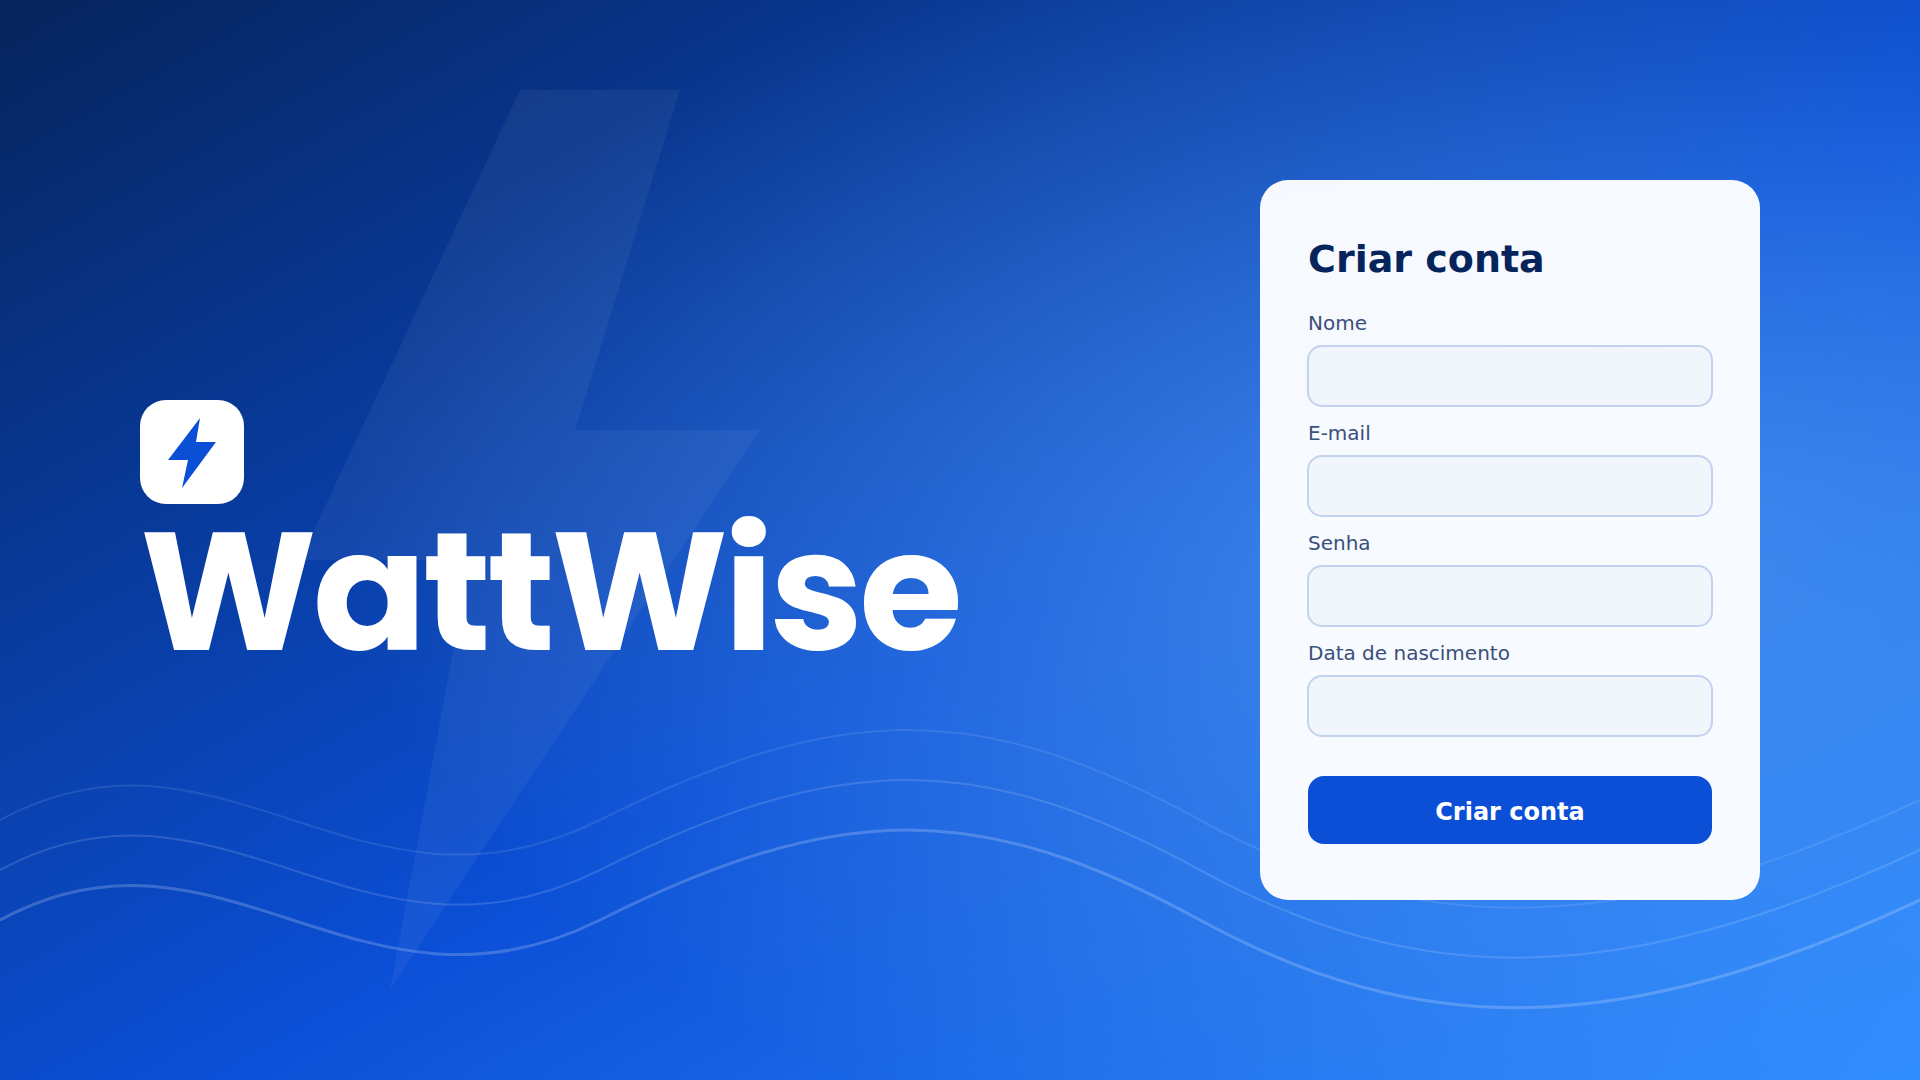 WattWise
Criar conta
Nome
E-mail
Senha
Data de nascimento
Criar conta